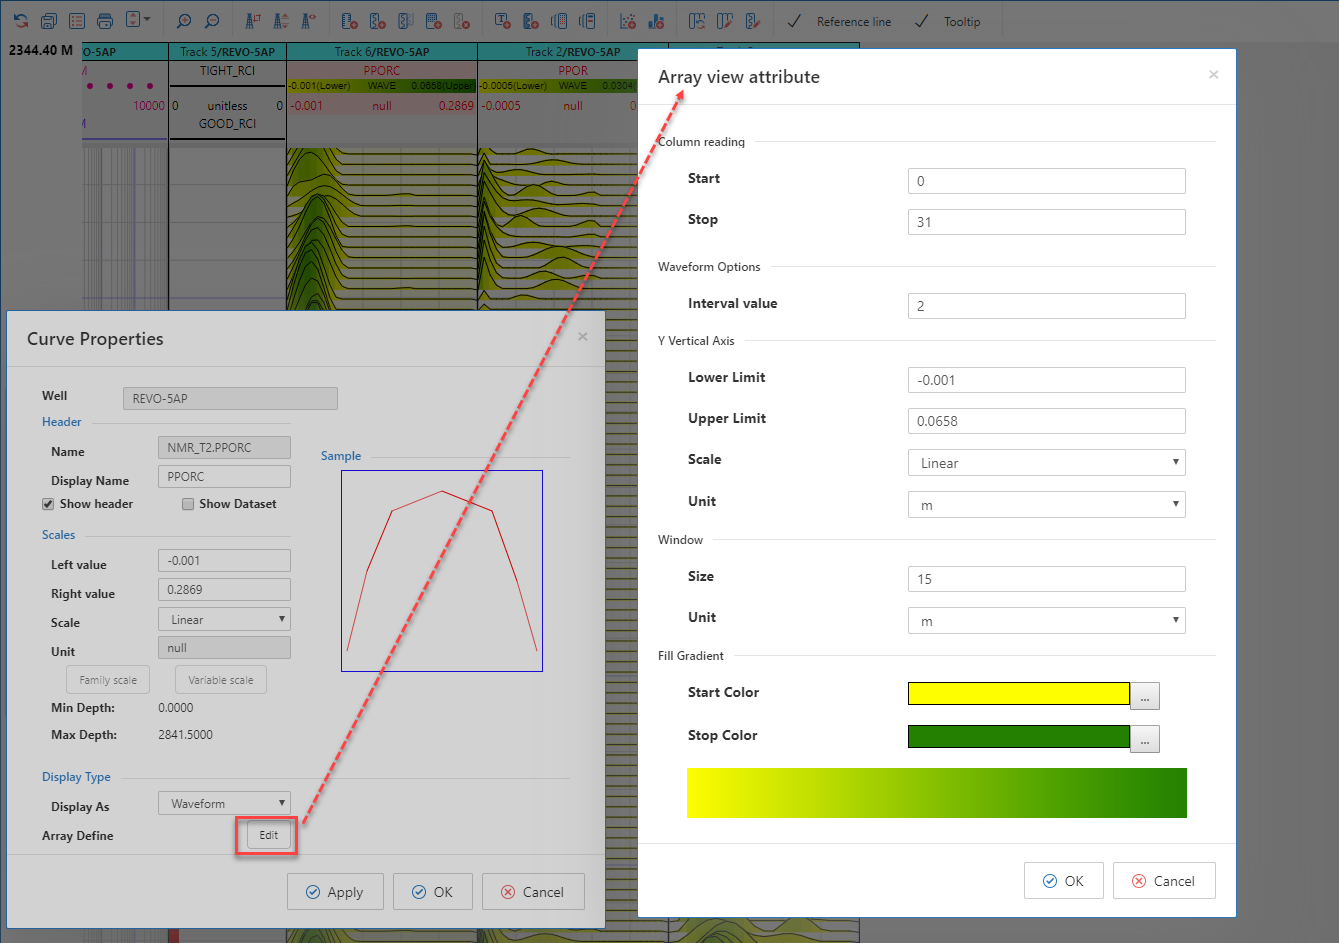 Reference line
Tooltip
2344.40 M
O-5AP
Track 5/REVO-5AP
Track 6/REVO-5AP
Track 2/REVO-5AP
TIGHT_RCI
PPORC
PPOR
-0.001(Lower) WAVE 0.0658(Upper)
-0.0005(Lower) WAVE 0.0304(
10000
0 unitless 0
-0.001 null 0.2869
-0.0005 null 0
GOOD_RCI
Curve Properties
Well
REVO-5AP
Header
Name
NMR_T2.PPORC
Display Name
PPORC
Show header
Show Dataset
Sample
Scales
Left value
-0.001
Right value
0.2869
Scale
Linear
Unit
null
Family scale
Variable scale
Min Depth:
0.0000
Max Depth:
2841.5000
Display Type
Display As
Waveform
Array Define
Edit
Apply
OK
Cancel
Array view attribute
Column reading
Start
0
Stop
31
Waveform Options
Interval value
2
Y Vertical Axis
Lower Limit
-0.001
Upper Limit
0.0658
Scale
Linear
Unit
m
Window
Size
15
Unit
m
Fill Gradient
Start Color
...
Stop Color
...
OK
Cancel